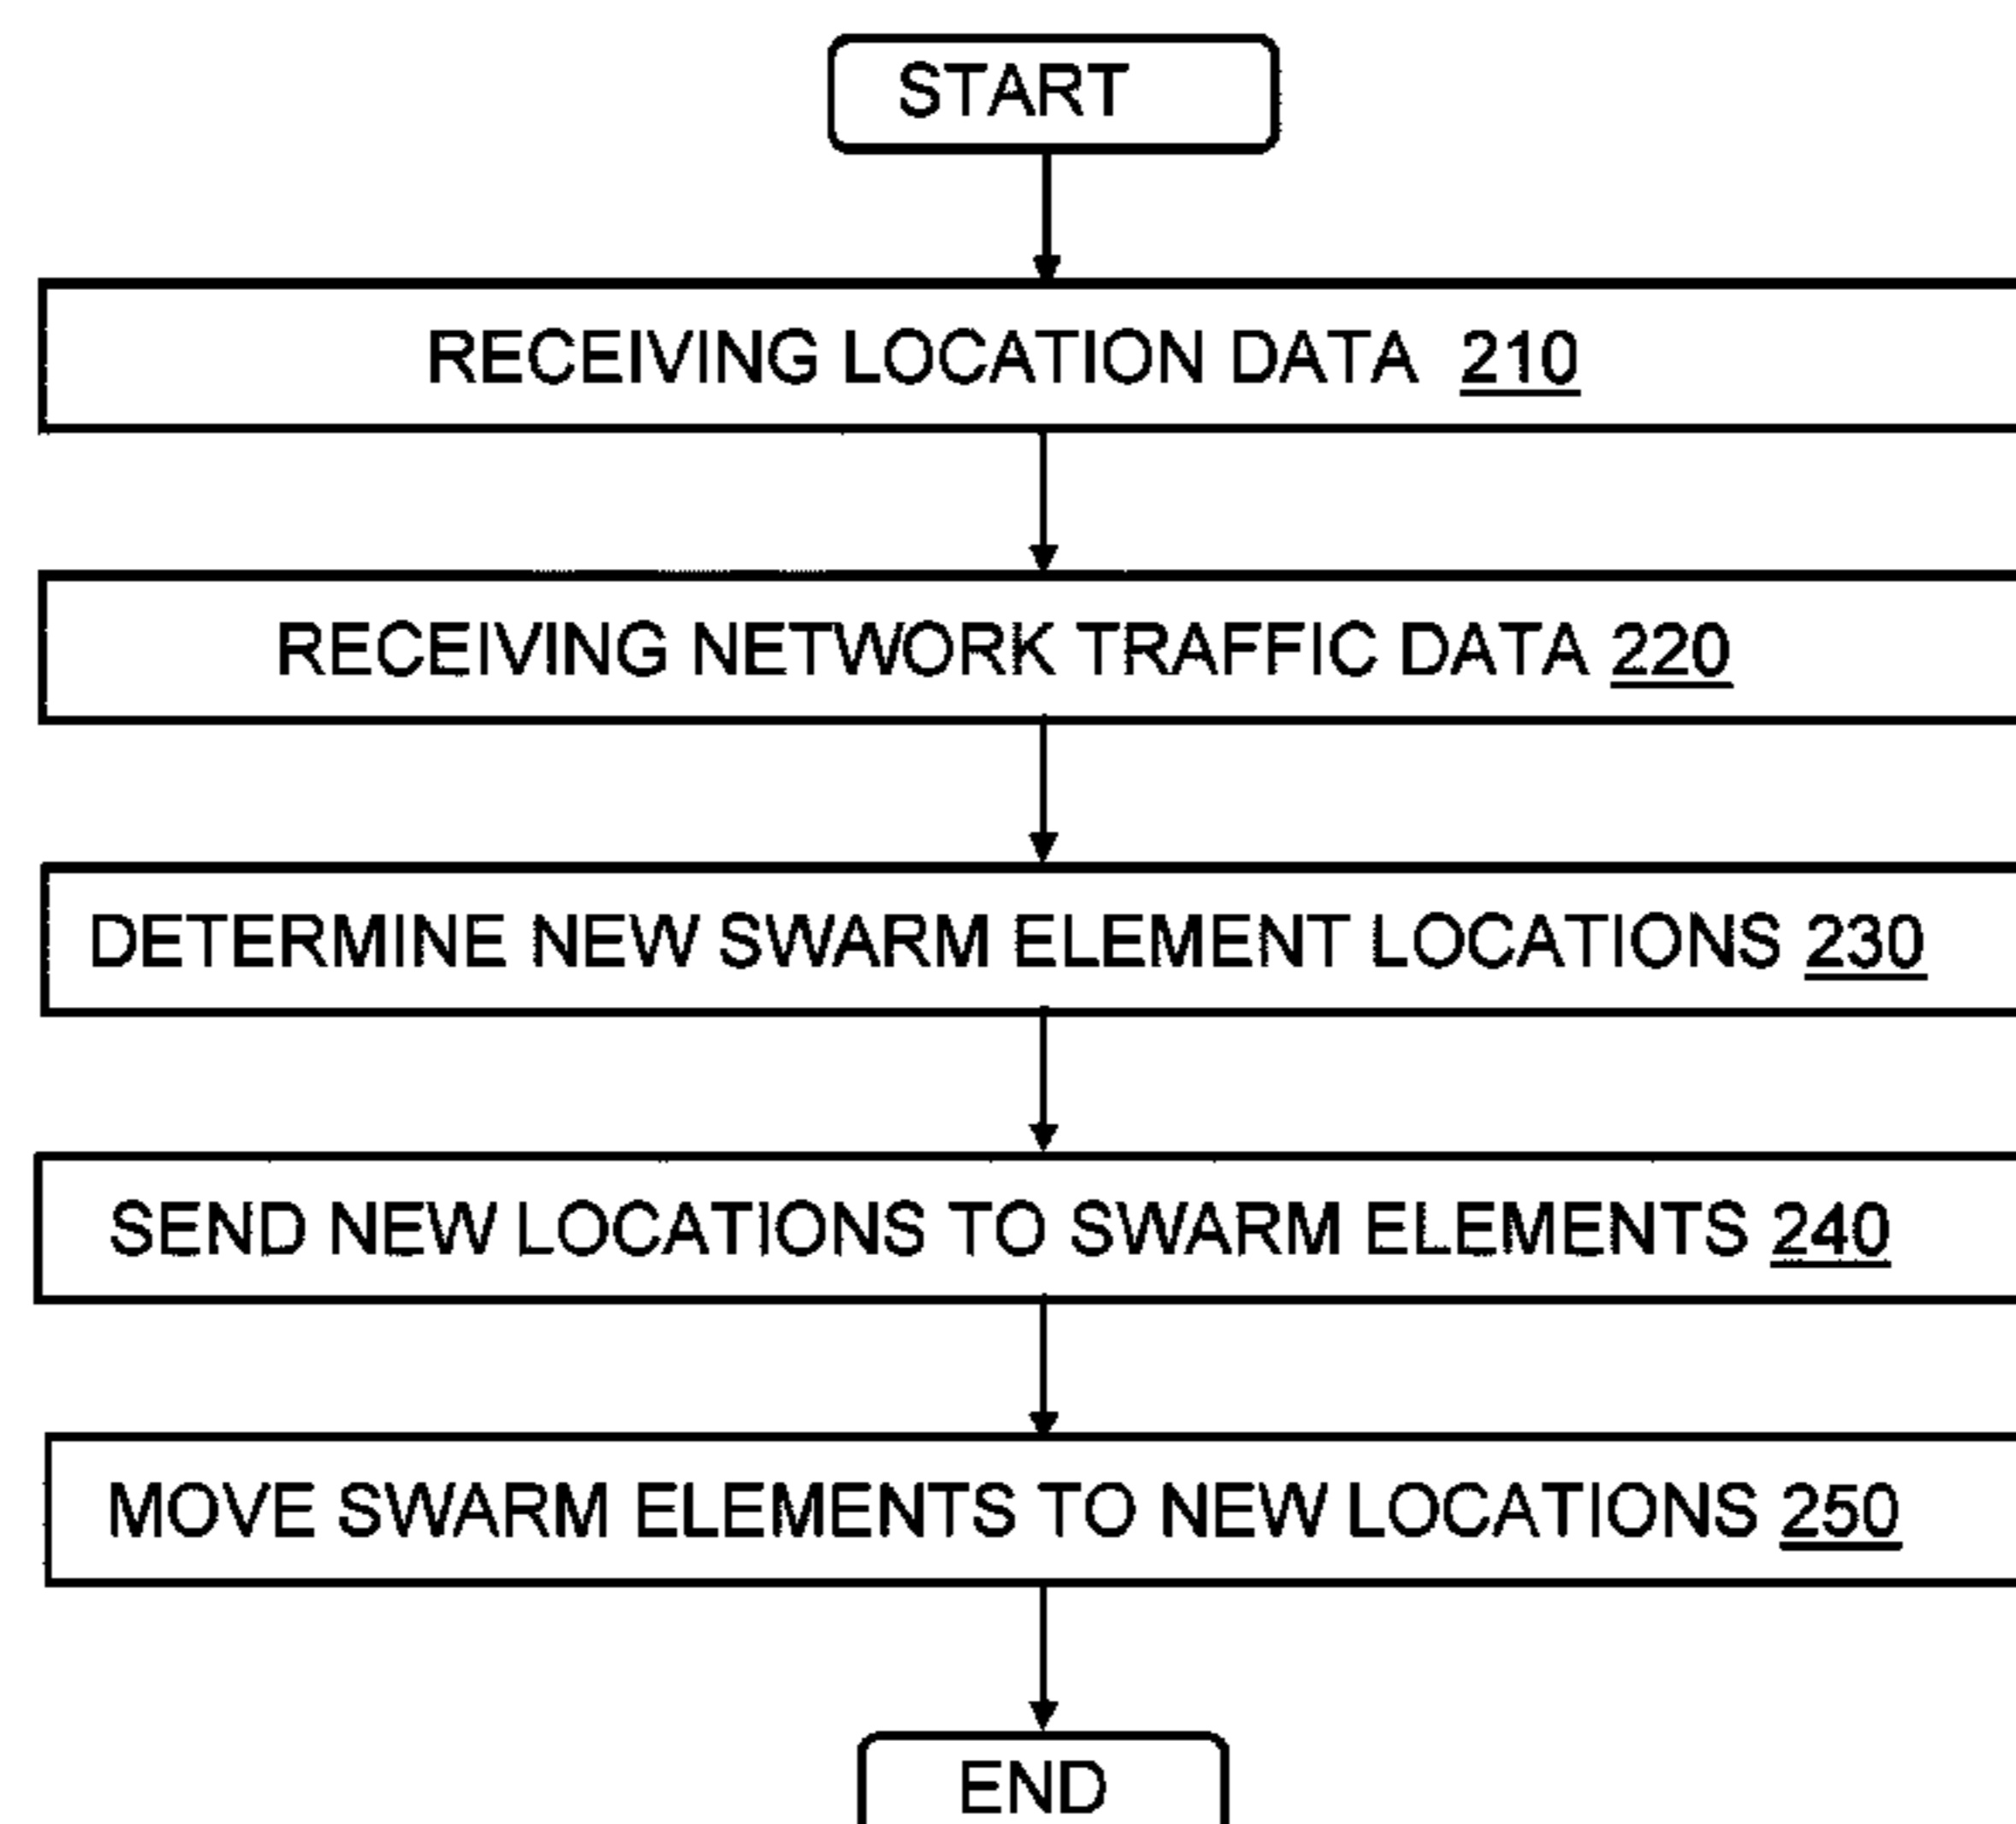 START
RECEIVING LOCATION DATA 210
RECEIVING NETWORK TRAFFIC DATA 220
DETERMINE NEW SWARM ELEMENT LOCATIONS 230
SEND NEW LOCATIONS TO SWARM ELEMENTS 240
MOVE SWARM ELEMENTS TO NEW LOCATIONS 250
END